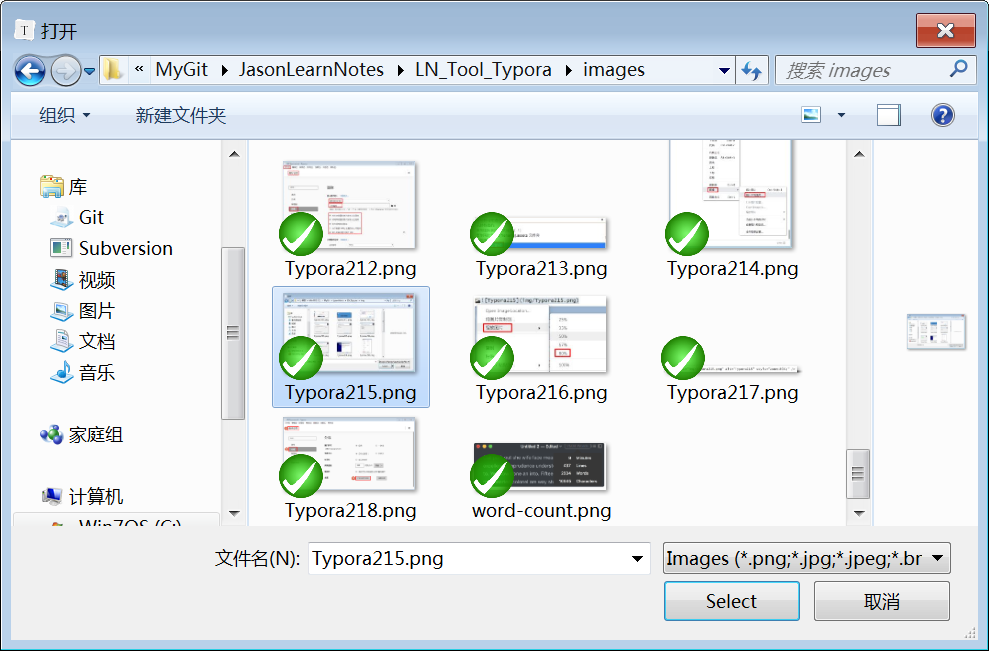 T 打开
« MyGit JasonLearnNotes LN_Tool_Typora images 搜索 images
组织 新建文件夹
库
Git
Subversion
视频
图片
文档
音乐
家庭组
计算机
Win7OS (C:)
Typora212.png Typora213.png Typora214.png
Typora215.png Typora216.png Typora217.png
Typora218.png word-count.png
文件名(N): Typora215.png Images (*.png;*.jpg;*.jpeg;*.br
Select 取消